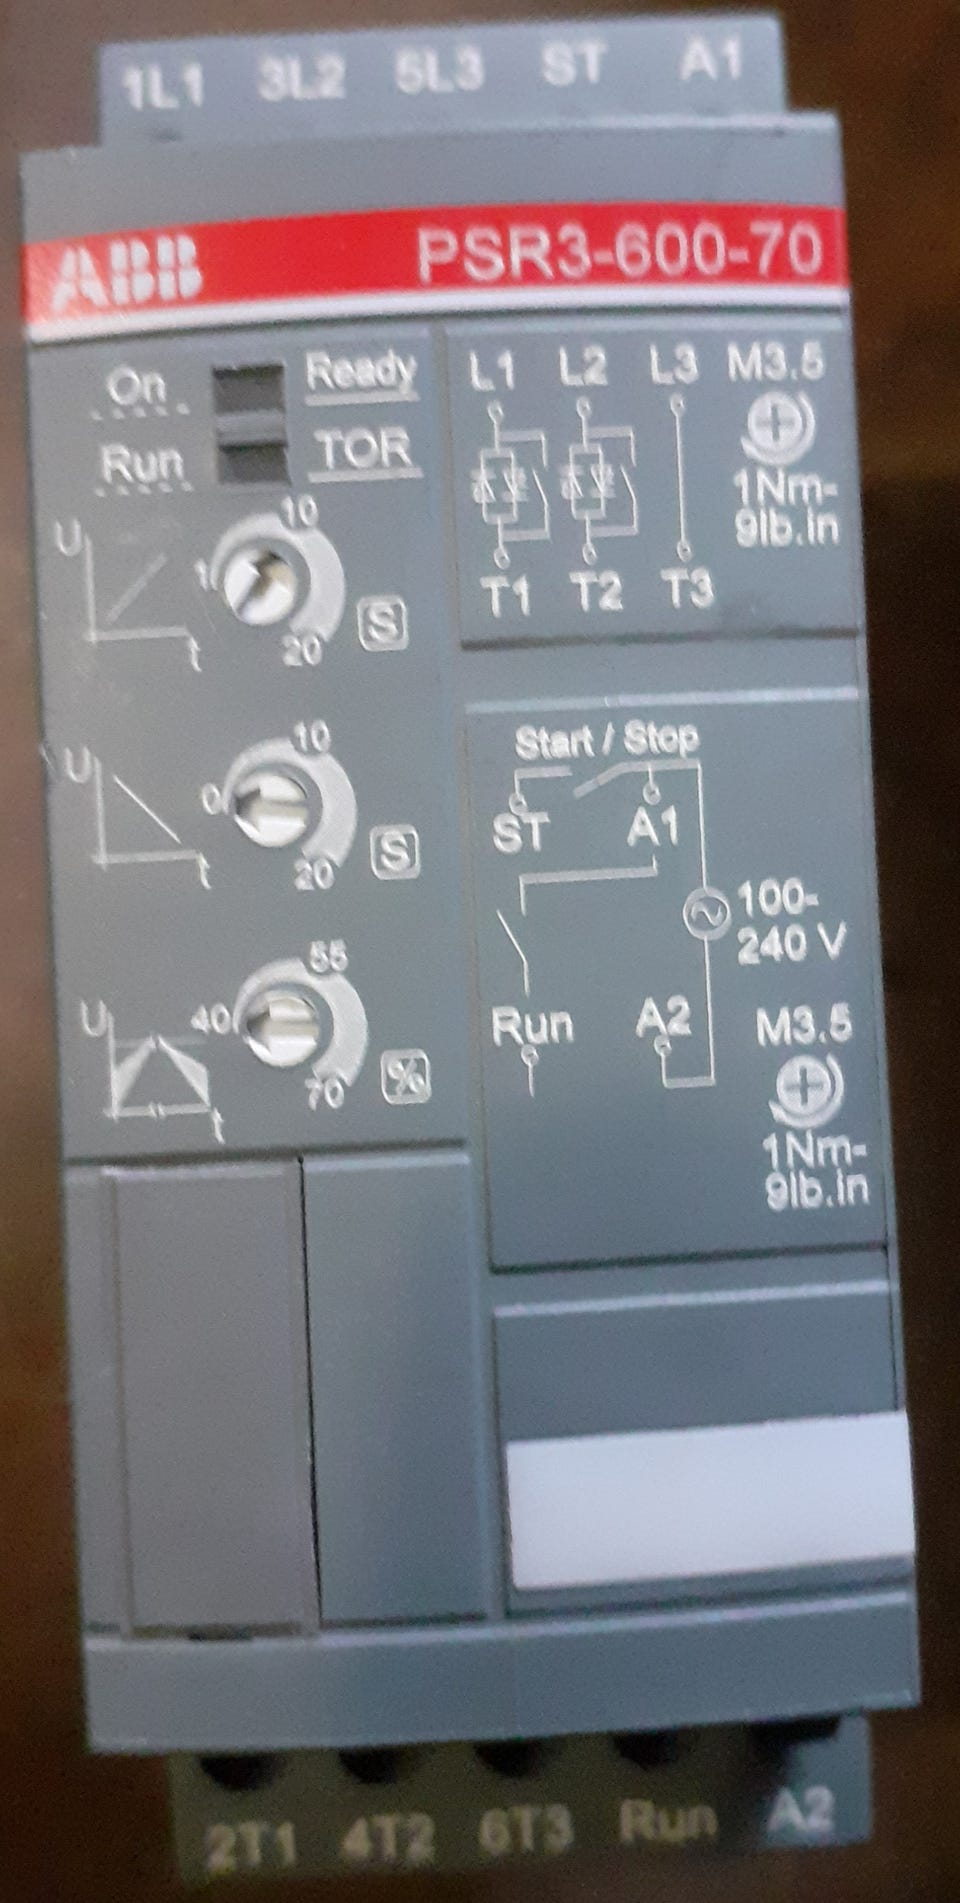 1L1 3L2 5L3 ST A1
ABB PSR3-600-70
On Ready
Run TOR
U
10
1
20
S
t
U
10
0
20
S
t
U
55
40
70
%
t
L1 L2 L3 M3.5
1Nm-
9lb.in
T1 T2 T3
Start / Stop
ST A1
100-
240 V
Run A2
M3.5
1Nm-
9lb.in
2T1 4T2 6T3 Run A2